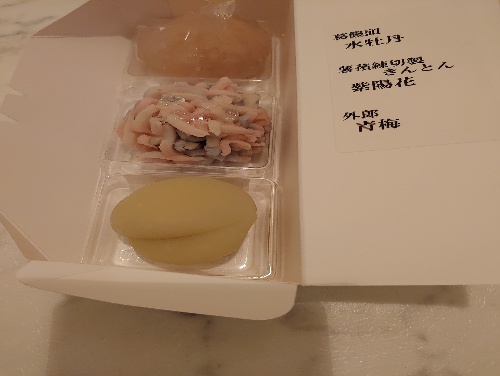 葛饅頭
水牡丹
薯蕷練切製
きんとん
紫陽花
外郎
青梅